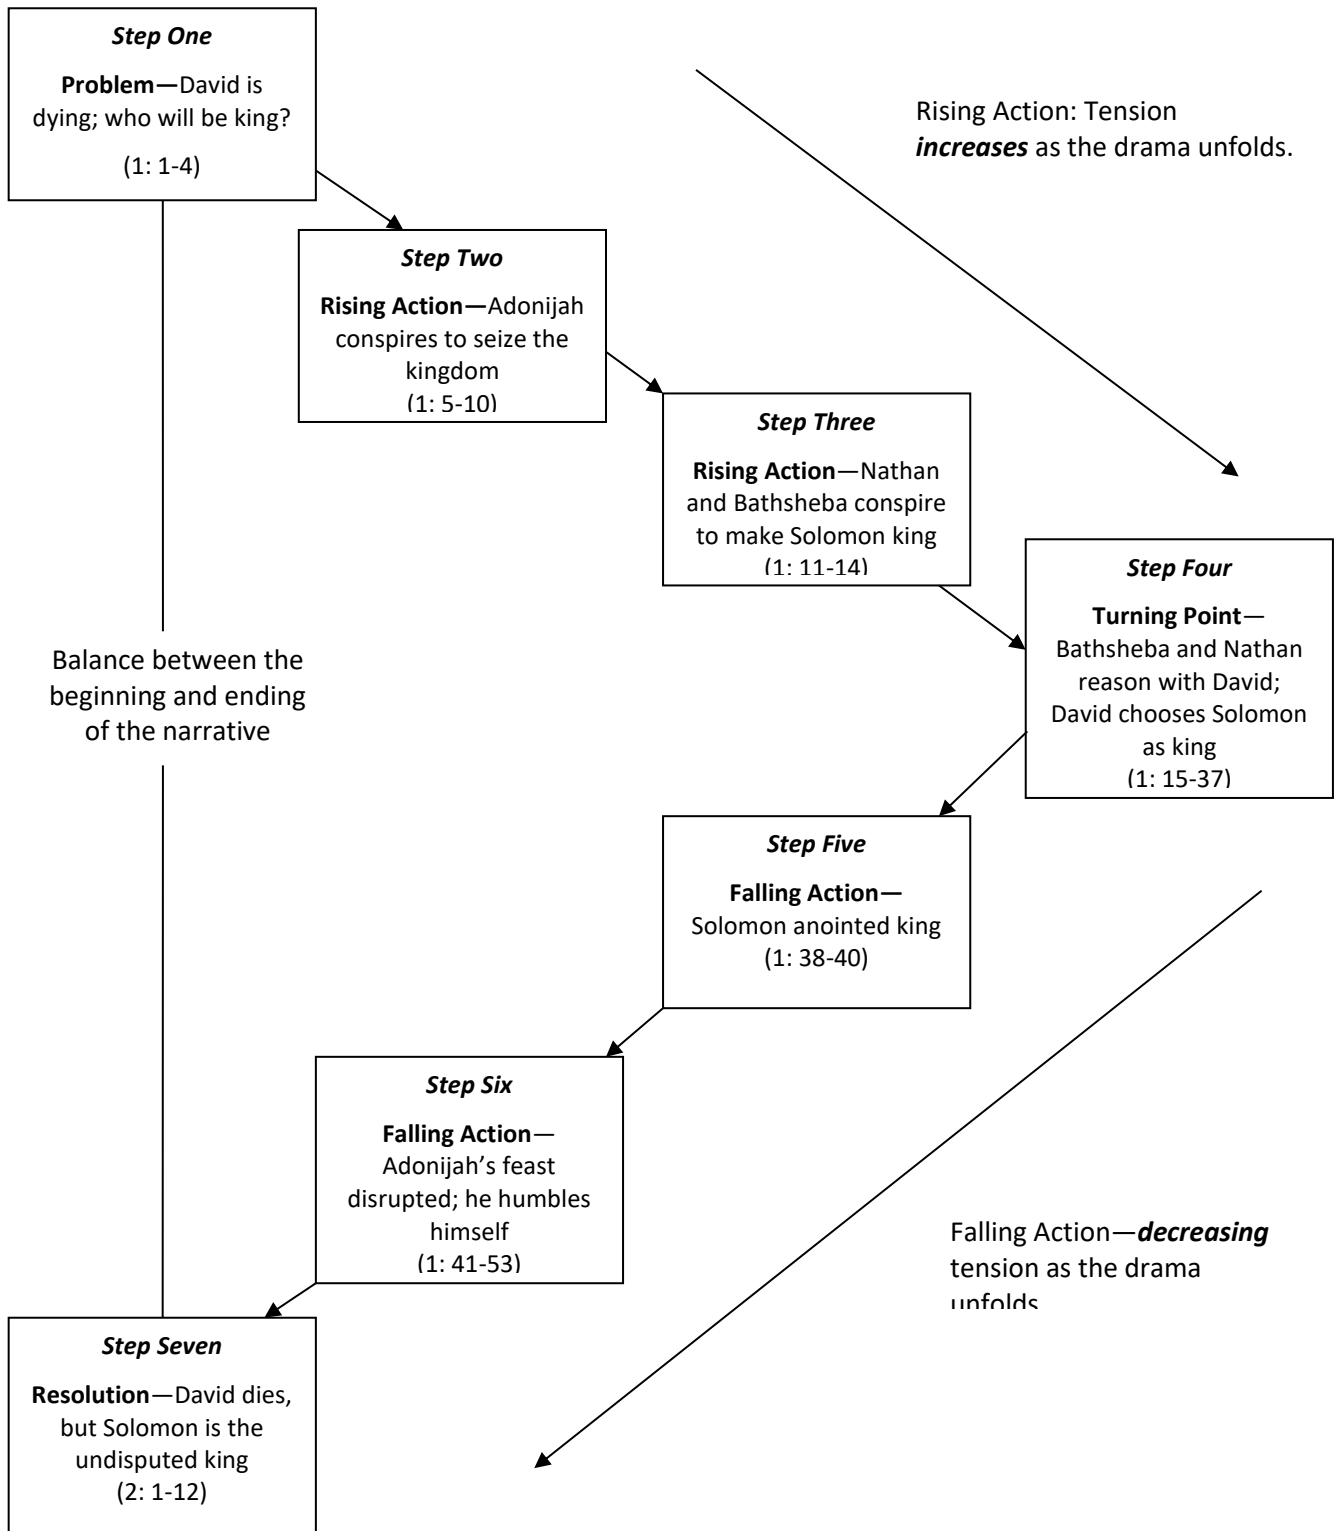 Step One
Problem—David is
dying; who will be king?
(1: 1-4)
Rising Action: Tension
increases as the drama unfolds.
Step Two
Rising Action—Adonijah
conspires to seize the
kingdom
(1: 5-10)
Step Three
Rising Action—Nathan
and Bathsheba conspire
to make Solomon king
(1: 11-14)
Step Four
Turning Point—
Bathsheba and Nathan
reason with David;
David chooses Solomon
as king
(1: 15-37)
Balance between the
beginning and ending
of the narrative
Step Five
Falling Action—
Solomon anointed king
(1: 38-40)
Step Six
Falling Action—
Adonijah’s feast
disrupted; he humbles
himself
(1: 41-53)
Falling Action—decreasing
tension as the drama
unfolds
Step Seven
Resolution—David dies,
but Solomon is the
undisputed king
(2: 1-12)